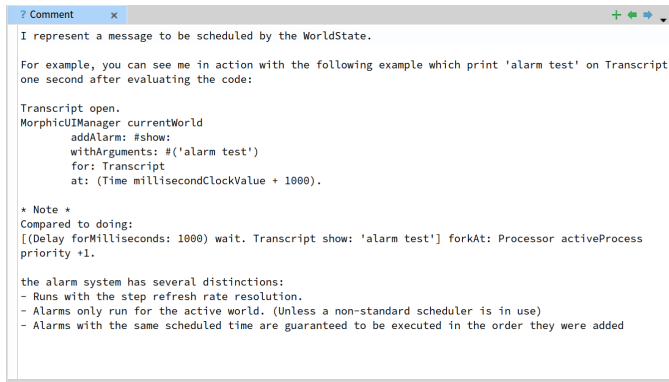 ? Comment ×
I represent a message to be scheduled by the WorldState.
For example, you can see me in action with the following example which print 'alarm test' on Transcript
one second after evaluating the code:
Transcript open.
MorphicUIManager currentWorld
addAlarm: #show:
withArguments: #('alarm test')
for: Transcript
at: (Time millisecondClockValue + 1000).
* Note *
Compared to doing:
[(Delay forMilliseconds: 1000) wait. Transcript show: 'alarm test'] forkAt: Processor activeProcess
priority +1.
the alarm system has several distinctions:
- Runs with the step refresh rate resolution.
- Alarms only run for the active world. (Unless a non-standard scheduler is in use)
- Alarms with the same scheduled time are guaranteed to be executed in the order they were added